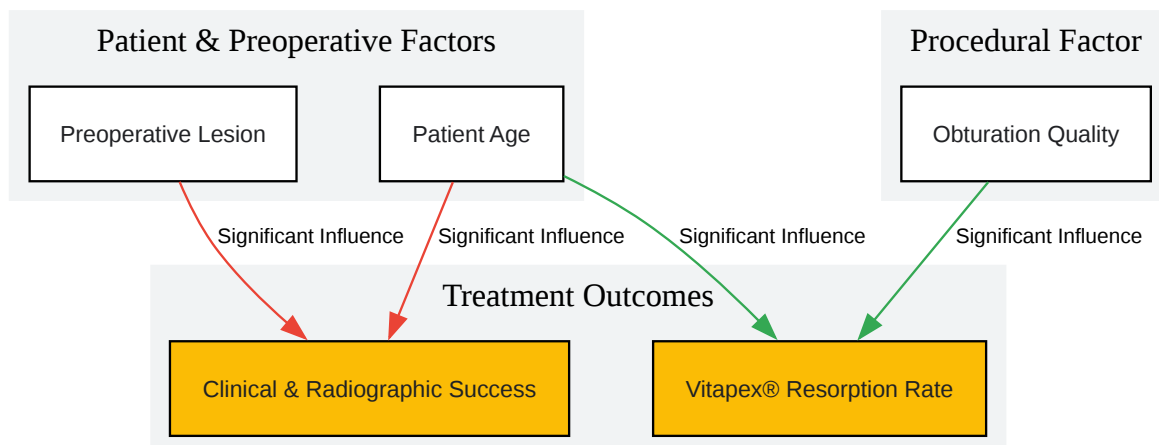 Patient & Preoperative Factors
Procedural Factor
Preoperative Lesion
Patient Age
Obturation Quality
Significant Influence
Significant Influence
Significant Influence
Significant Influence
Treatment Outcomes
Clinical & Radiographic Success
Vitapex® Resorption Rate